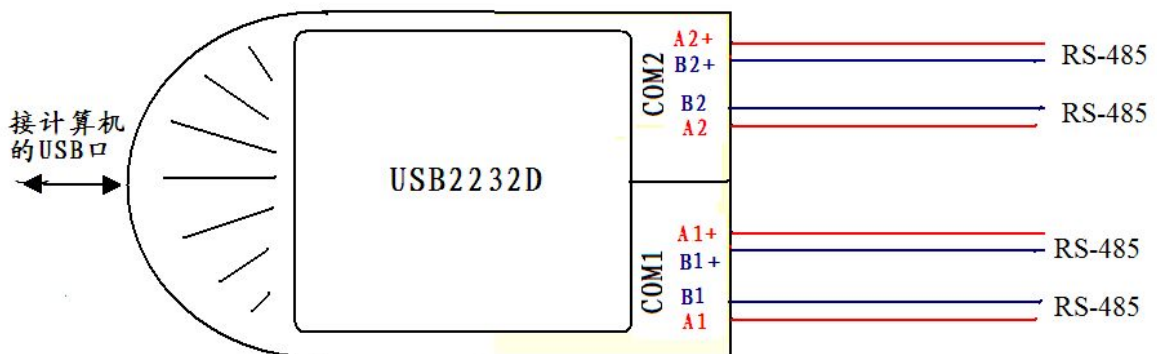 A2+
RS-485
B2+
COM2
B2
RS-485
A2
接计算机
的USB口
USB2232D
A1+
RS-485
B1+
COM1
B1
RS-485
A1